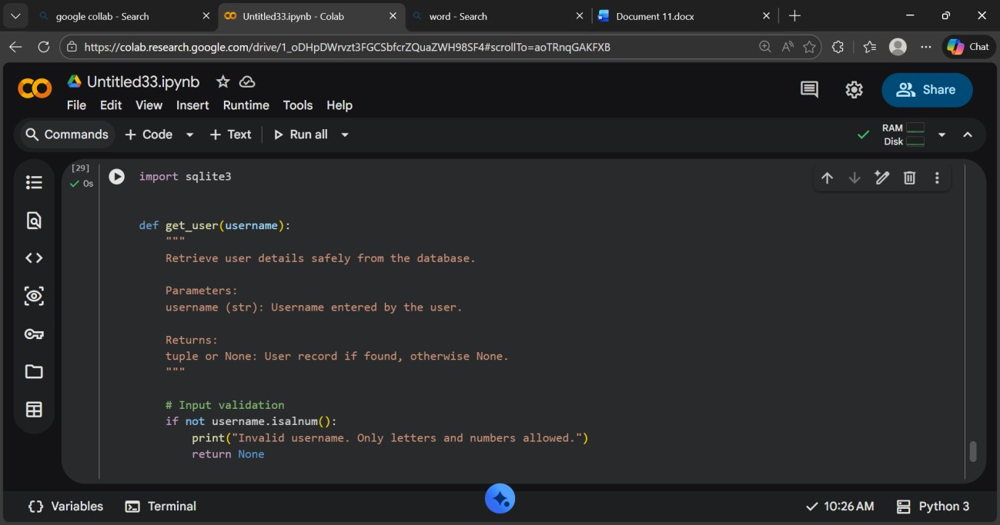 google collab - Search
Untitled33.ipynb - Colab
word - Search
Document 11.docx
https://colab.research.google.com/drive/1_oDHpDWrvzt3FGCSbfcrZQuaZWH98SF4#scrollTo=aoTRnqGAKFXB
Chat
Untitled33.ipynb
File Edit View Insert Runtime Tools Help
Share
Commands + Code + Text Run all
RAM
Disk
[29]
0s
import sqlite3
def get_user(username):
"""
Retrieve user details safely from the database.
Parameters:
username (str): Username entered by the user.
Returns:
tuple or None: User record if found, otherwise None.
"""
# Input validation
if not username.isalnum():
print("Invalid username. Only letters and numbers allowed.")
return None
{} Variables Terminal
10:26 AM Python 3